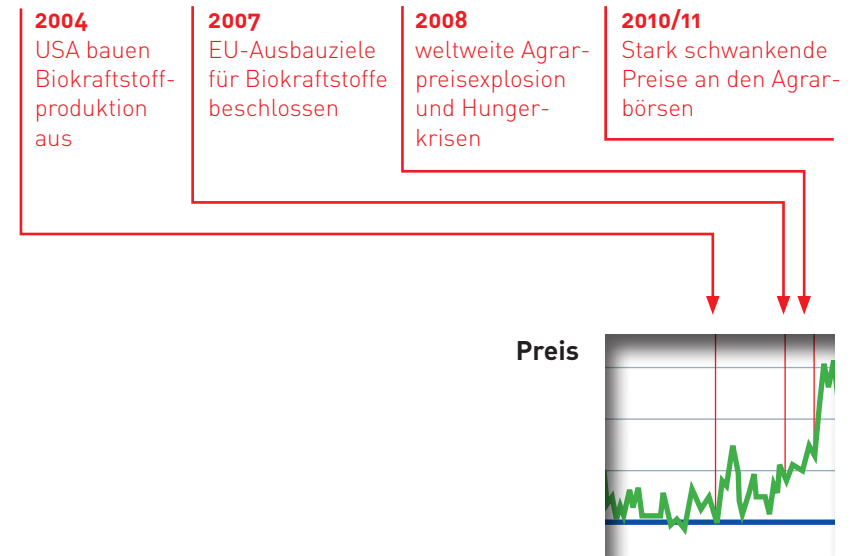 2004
USA bauen
Biokraftstoff-
produktion
aus
2007
EU-Ausbauziele
für Biokraftstoffe
beschlossen
2008
weltweite Agrar-
preisexplosion
und Hunger-
krisen
2010/11
Stark schwankende
Preise an den Agrar-
börsen
Preis